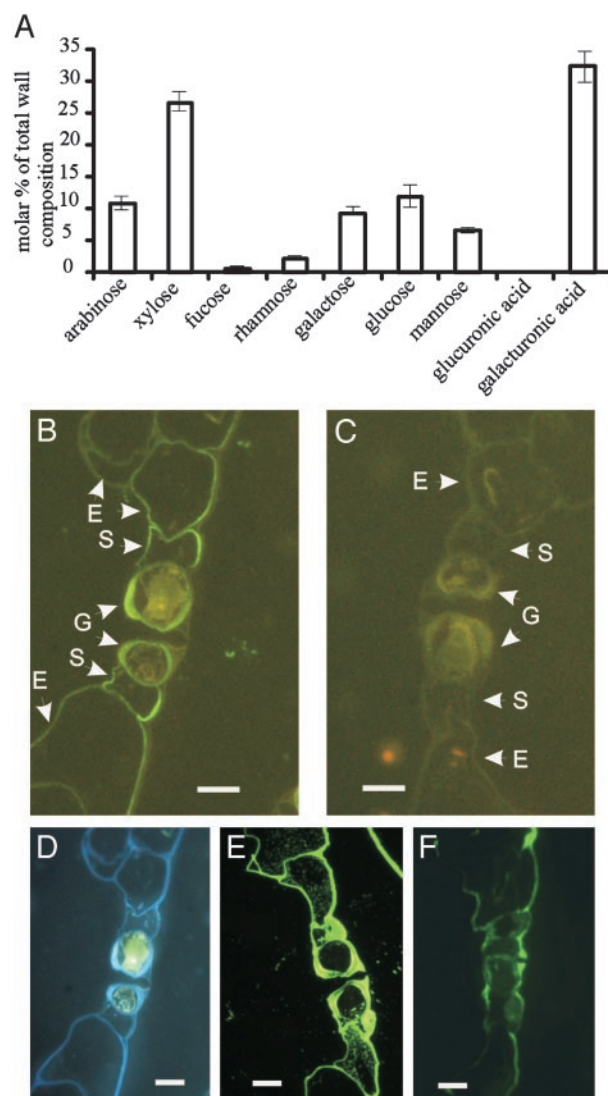 A
molar % of total wall
composition
35
30
25
20
15
10
5
0
arabinose
xylose
fucose
rhamnose
galactose
glucose
mannose
glucuronic acid
galacturonic acid
B
E
S
G
S
E
C
E
S
G
S
E
D
E
F